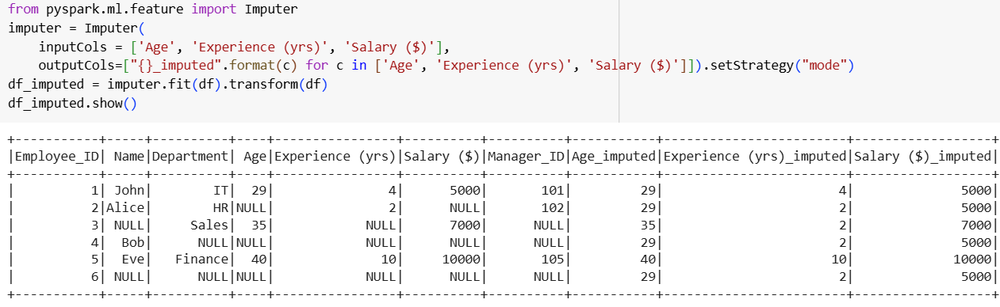 from pyspark.ml.feature import Imputer
imputer = Imputer(
    inputCols = ['Age', 'Experience (yrs)', 'Salary ($)'],
    outputCols=["{}_imputed".format(c) for c in ['Age', 'Experience (yrs)', 'Salary ($)']]).setStrategy("mode")
df_imputed = imputer.fit(df).transform(df)
df_imputed.show()
+-----------+-----+----------+----+----------------+----------+----------+-----------+------------------------+------------------+
|Employee_ID| Name|Department| Age|Experience (yrs)|Salary ($)|Manager_ID|Age_imputed|Experience (yrs)_imputed|Salary ($)_imputed|
+-----------+-----+----------+----+----------------+----------+----------+-----------+------------------------+------------------+
|          1| John|        IT|  29|               4|      5000|       101|         29|                       4|              5000|
|          2|Alice|        HR|NULL|               2|      NULL|       102|         29|                       2|              5000|
|          3| NULL|     Sales|  35|            NULL|      7000|      NULL|         35|                       2|              7000|
|          4|  Bob|      NULL|NULL|            NULL|      NULL|      NULL|         29|                       2|              5000|
|          5|  Eve|   Finance|  40|              10|     10000|       105|         40|                      10|             10000|
|          6| NULL|      NULL|NULL|            NULL|      NULL|      NULL|         29|                       2|              5000|
+-----------+-----+----------+----+----------------+----------+----------+-----------+------------------------+------------------+